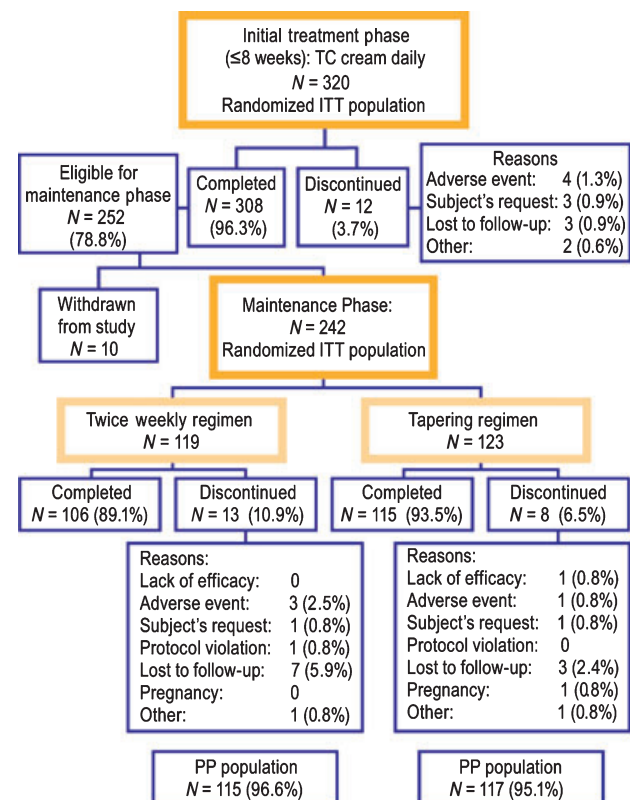 Initial treatment phase
(≤8 weeks): TC cream daily
N = 320
Randomized ITT population
Eligible for
maintenance phase
N = 252
(78.8%)
Completed
N = 308
(96.3%)
Discontinued
N = 12
(3.7%)
Reasons
Adverse event: 4 (1.3%)
Subject's request: 3 (0.9%)
Lost to follow-up: 3 (0.9%)
Other: 2 (0.6%)
Withdrawn
from study
N = 10
Maintenance Phase:
N = 242
Randomized ITT population
Twice weekly regimen
N = 119
Tapering regimen
N = 123
Completed
N = 106 (89.1%)
Discontinued
N = 13 (10.9%)
Completed
N = 115 (93.5%)
Discontinued
N = 8 (6.5%)
Reasons:
Lack of efficacy: 0
Adverse event: 3 (2.5%)
Subject's request: 1 (0.8%)
Protocol violation: 1 (0.8%)
Lost to follow-up: 7 (5.9%)
Pregnancy: 0
Other: 1 (0.8%)
Reasons:
Lack of efficacy: 1 (0.8%)
Adverse event: 1 (0.8%)
Subject's request: 1 (0.8%)
Protocol violation: 0
Lost to follow-up: 3 (2.4%)
Pregnancy: 1 (0.8%)
Other: 1 (0.8%)
PP population
N = 115 (96.6%)
PP population
N = 117 (95.1%)